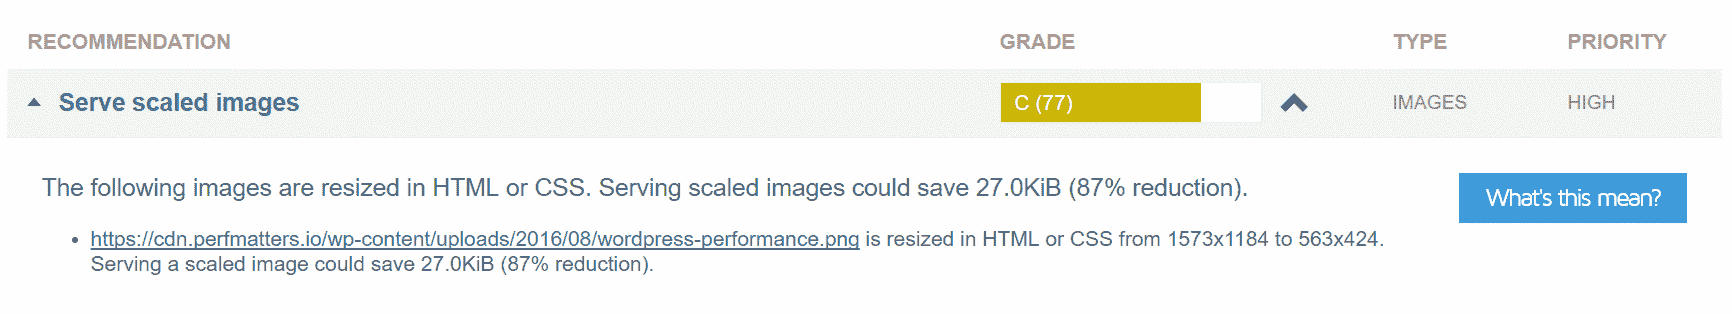 RECOMMENDATION GRADE TYPE PRIORITY
Serve scaled images C (77) IMAGES HIGH
The following images are resized in HTML or CSS. Serving scaled images could save 27.0KiB (87% reduction).
What's this mean?
• https://cdn.perfmatters.io/wp-content/uploads/2016/08/wordpress-performance.png is resized in HTML or CSS from 1573x1184 to 563x424.
Serving a scaled image could save 27.0KiB (87% reduction).